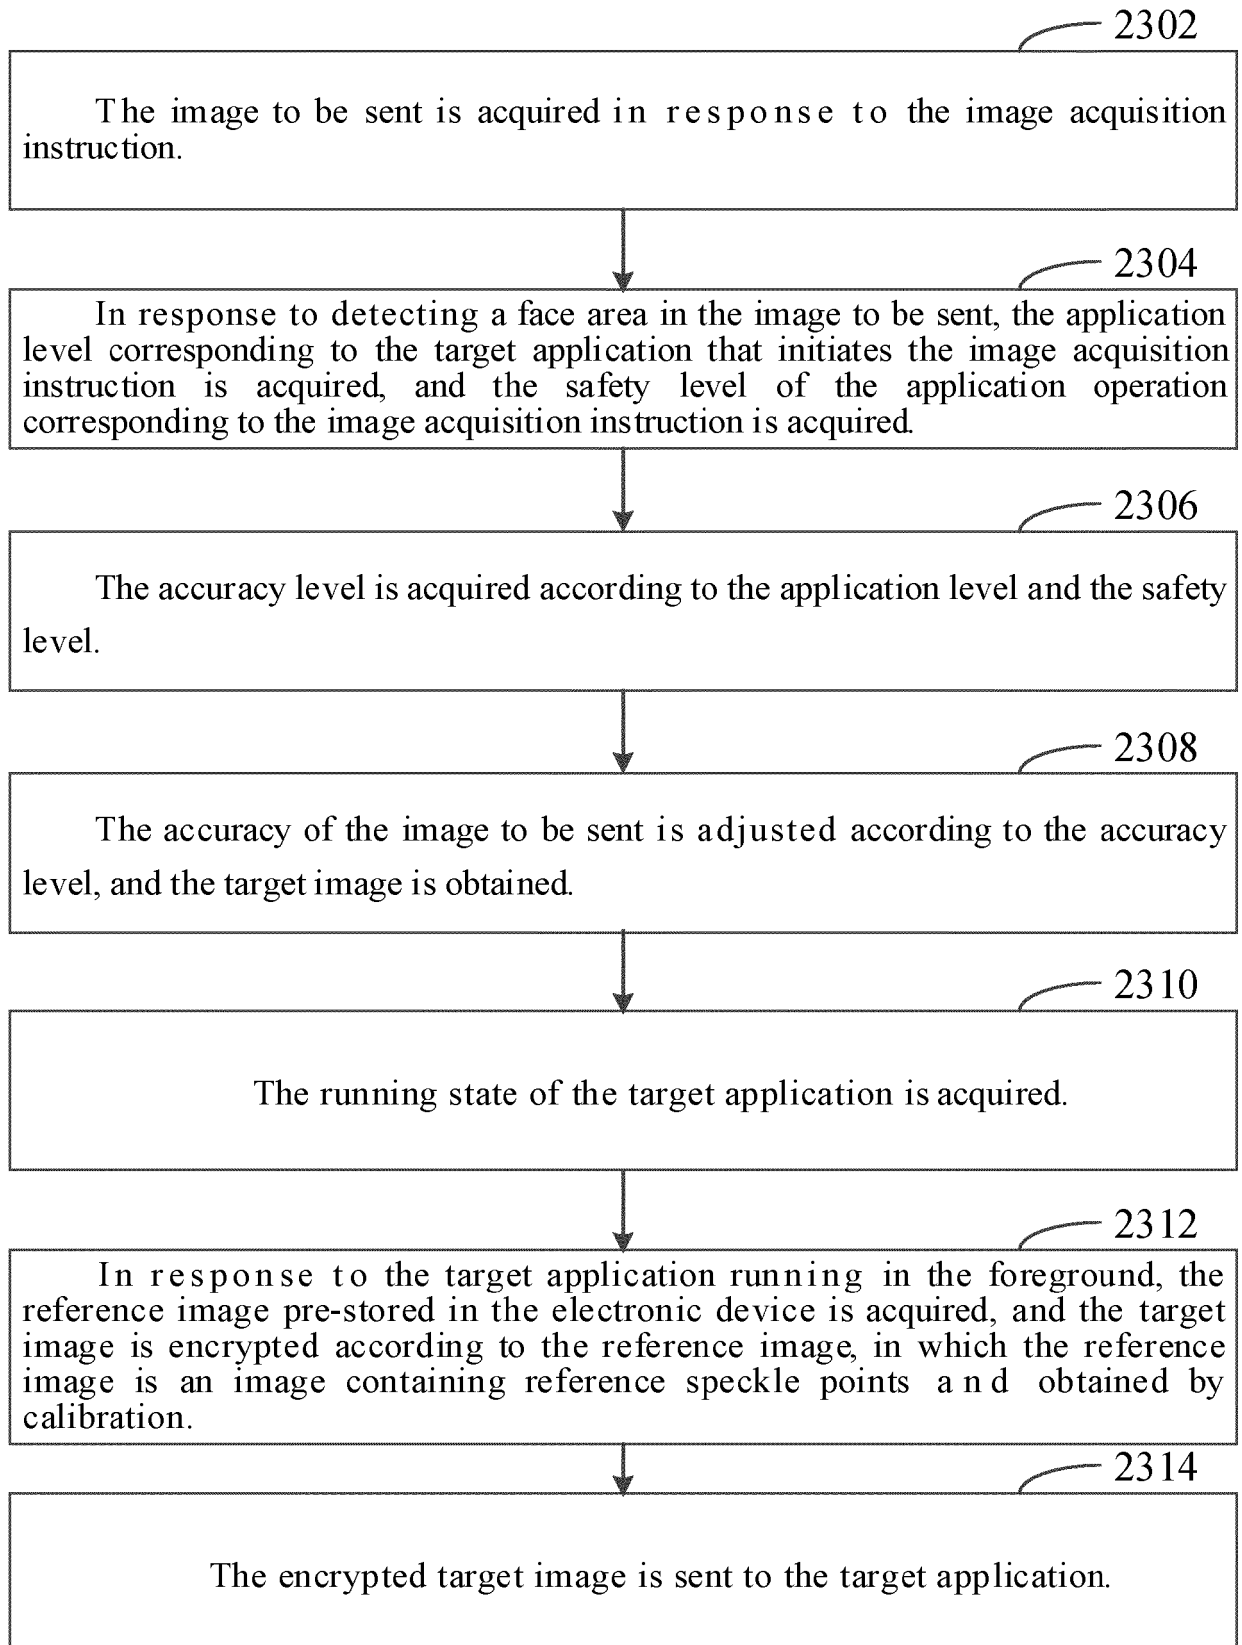 2302
The image to be sent is acquired in response to the image acquisition
instruction.
2304
In response to detecting a face area in the image to be sent, the application
level corresponding to the target application that initiates the image acquisition
instruction is acquired, and the safety level of the application operation
corresponding to the image acquisition instruction is acquired.
2306
The accuracy level is acquired according to the application level and the safety
level.
2308
The accuracy of the image to be sent is adjusted according to the accuracy
level, and the target image is obtained.
2310
The running state of the target application is acquired.
2312
In response to the target application running in the foreground, the
reference image pre-stored in the electronic device is acquired, and the target
image is encrypted according to the reference image, in which the reference
image is an image containing reference speckle points and obtained by
calibration.
2314
The encrypted target image is sent to the target application.